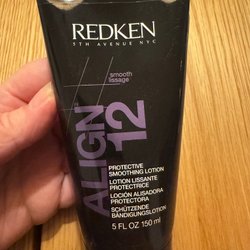 REDKEN
5TH AVENUE NYC
smooth
lissage
ALIGN 12
PROTECTIVE
SMOOTHING LOTION
LOTION LISSANTE
PROTECTRICE
LOCIÓN ALISADORA
PROTECTORA
SCHÜTZENDE
BÄNDIGUNGSLOTION
5 FL OZ 150 ml